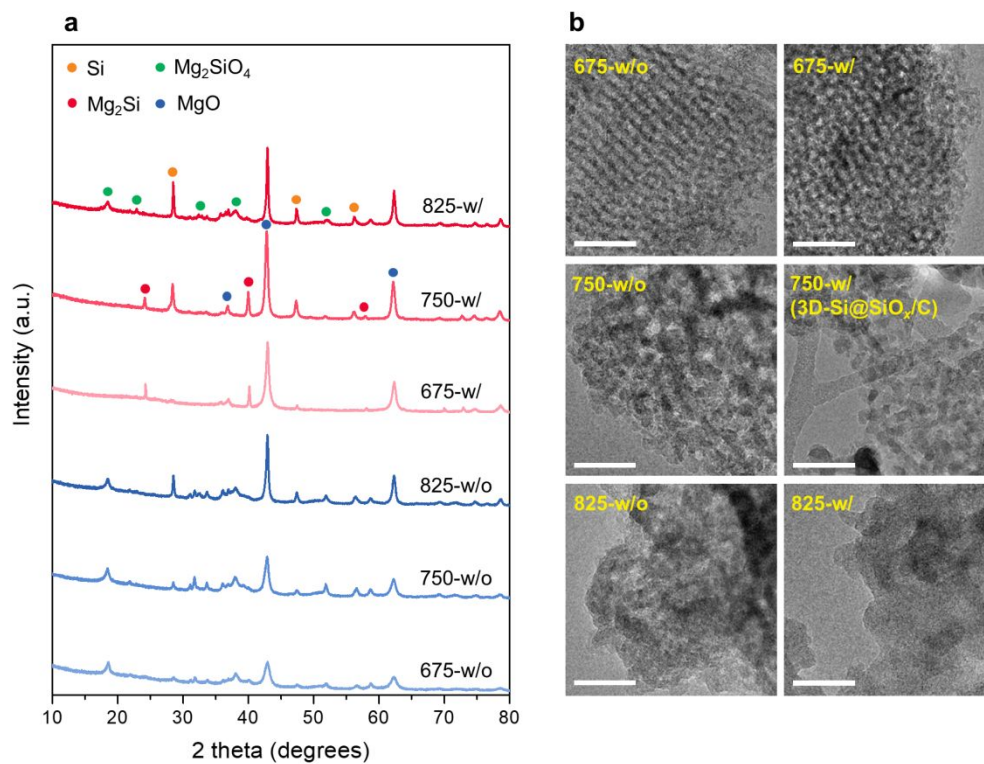 a
Si
Mg₂SiO₄
Mg₂Si
MgO
825-w/
750-w/
675-w/
825-w/o
750-w/o
675-w/o
Intensity (a.u.)
10 20 30 40 50 60 70 80
2 theta (degrees)
b
675-w/o
675-w/
750-w/o
750-w/
(3D-Si@SiOₓ/C)
825-w/o
825-w/